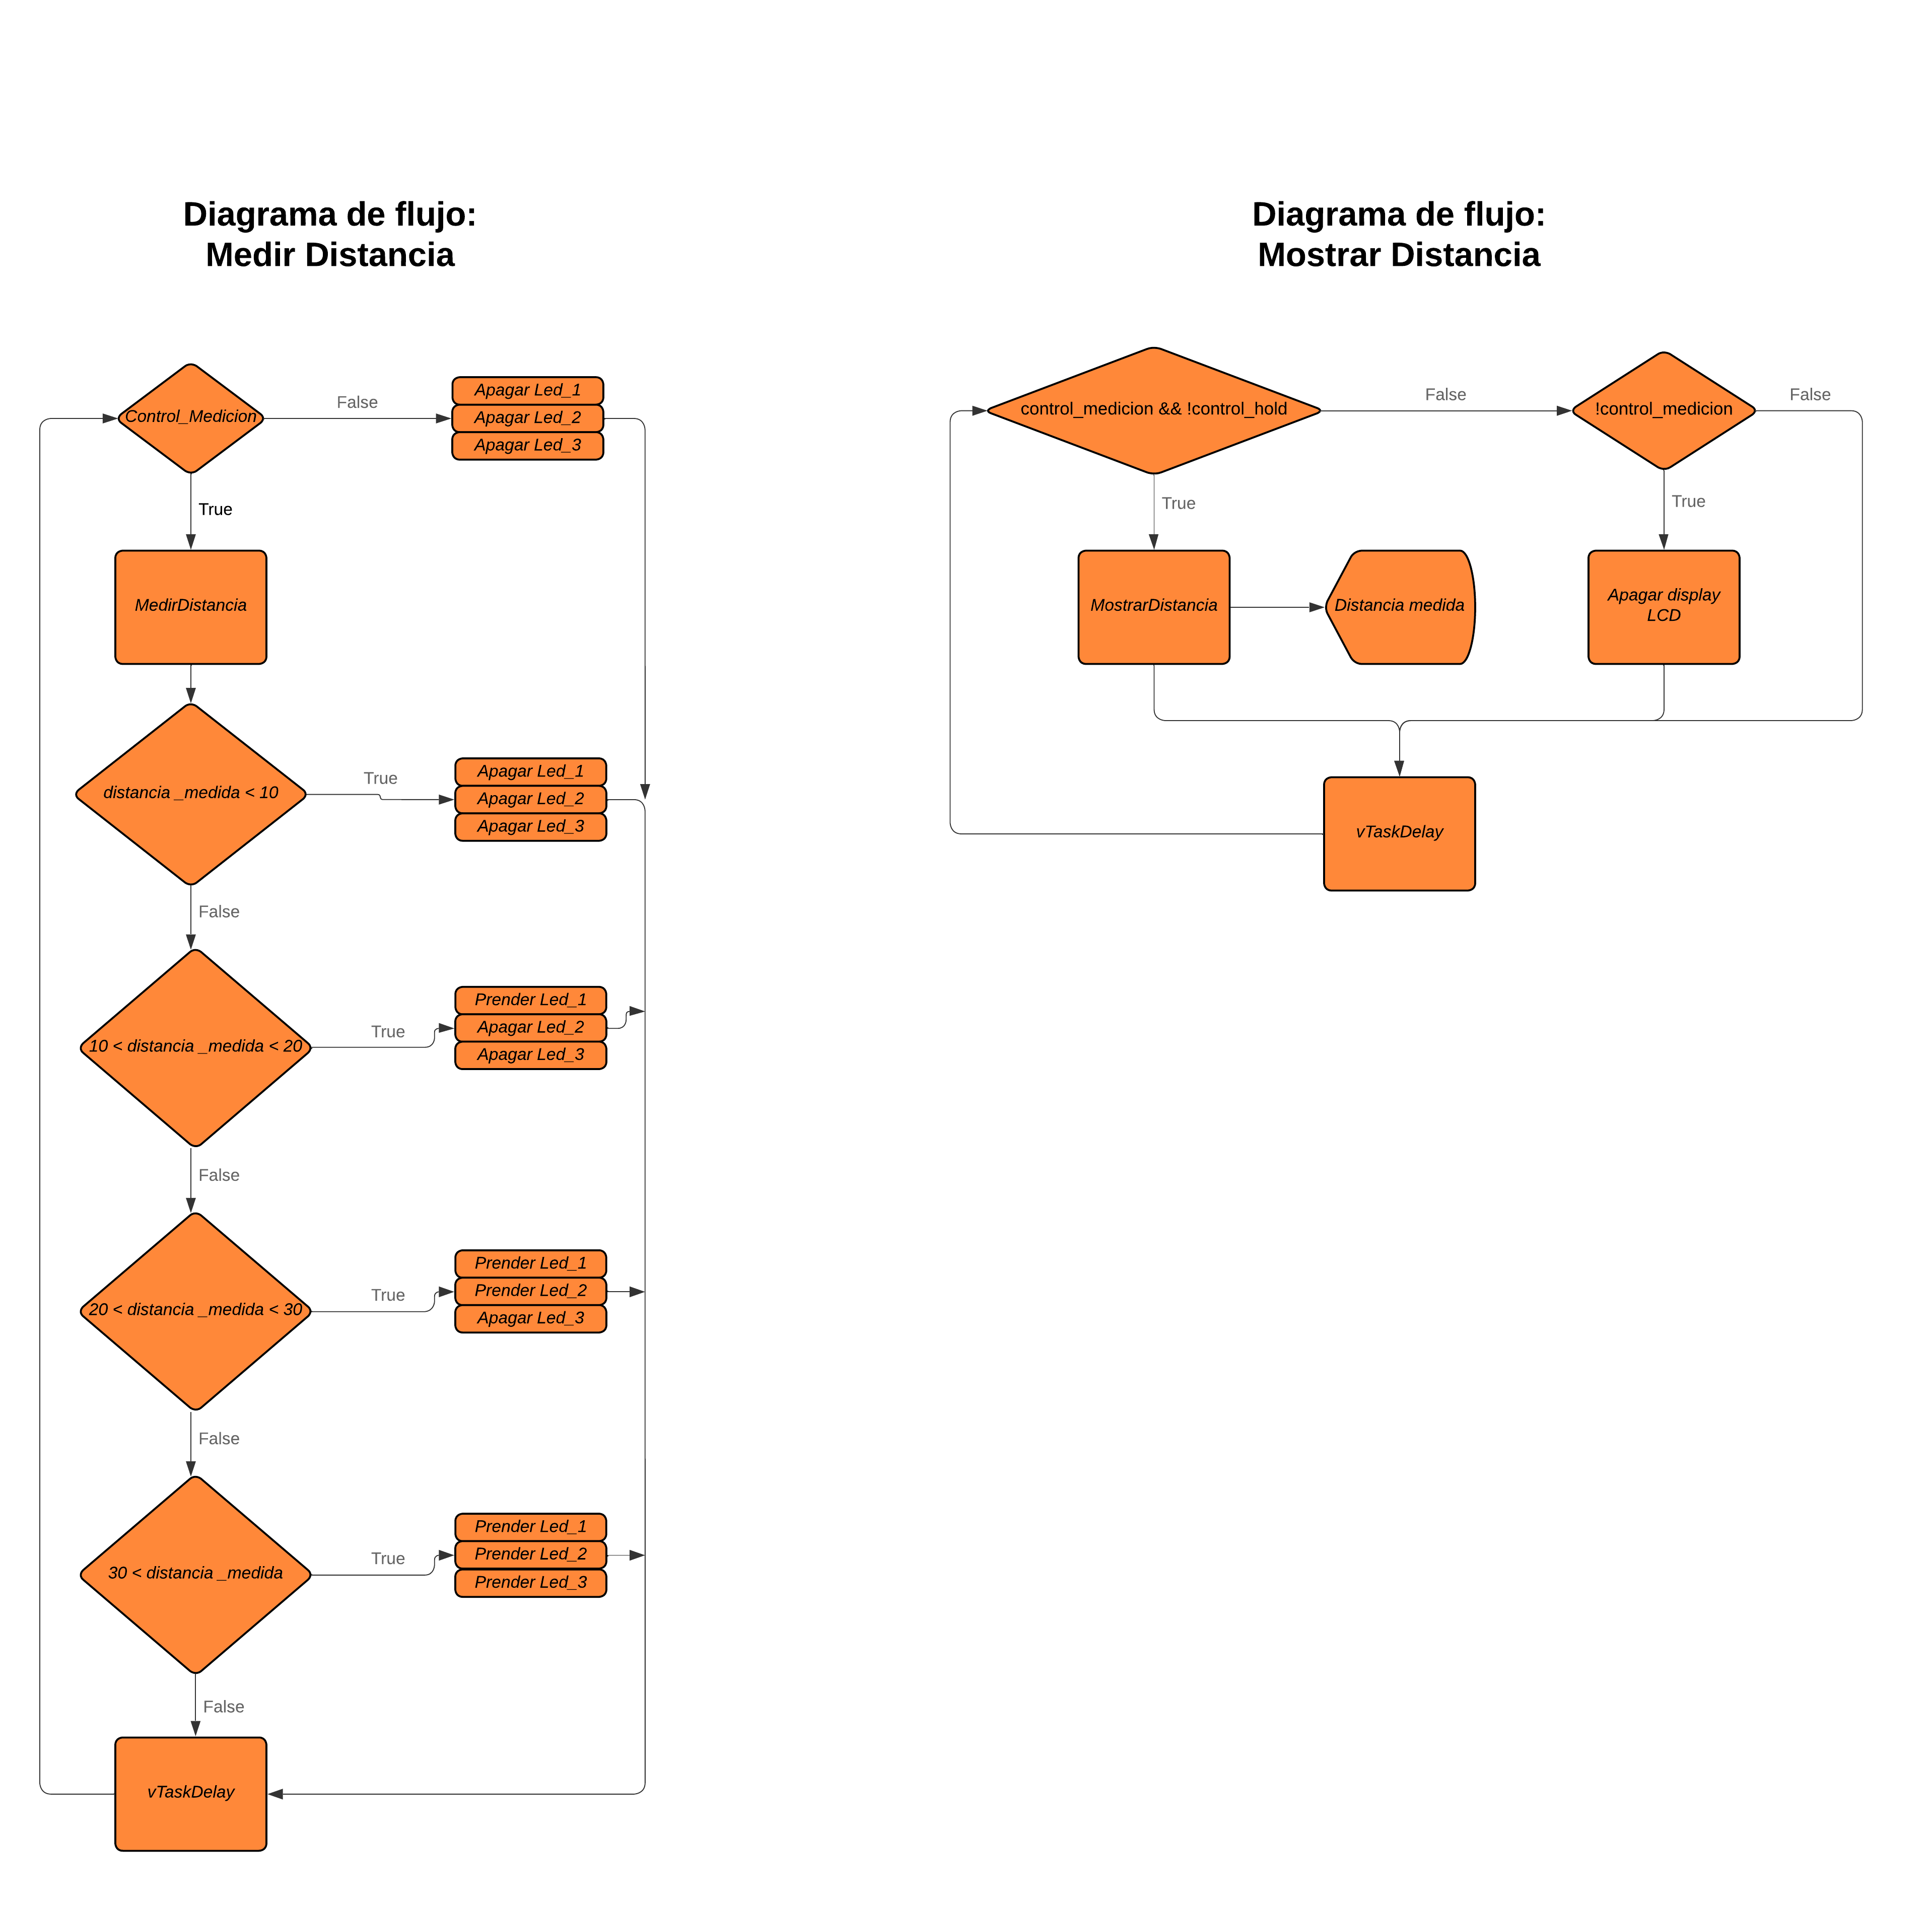 Diagrama de flujo:
Medir Distancia
Control_Medicion
False
Apagar Led_1
Apagar Led_2
Apagar Led_3
True
MedirDistancia
distancia _medida < 10
True
Apagar Led_1
Apagar Led_2
Apagar Led_3
False
10 < distancia _medida < 20
True
Prender Led_1
Apagar Led_2
Apagar Led_3
False
20 < distancia _medida < 30
True
Prender Led_1
Prender Led_2
Apagar Led_3
False
30 < distancia _medida
True
Prender Led_1
Prender Led_2
Prender Led_3
False
vTaskDelay
Diagrama de flujo:
Mostrar Distancia
control_medicion && !control_hold
False
!control_medicion
False
True
True
MostrarDistancia
Distancia medida
Apagar display
LCD
vTaskDelay